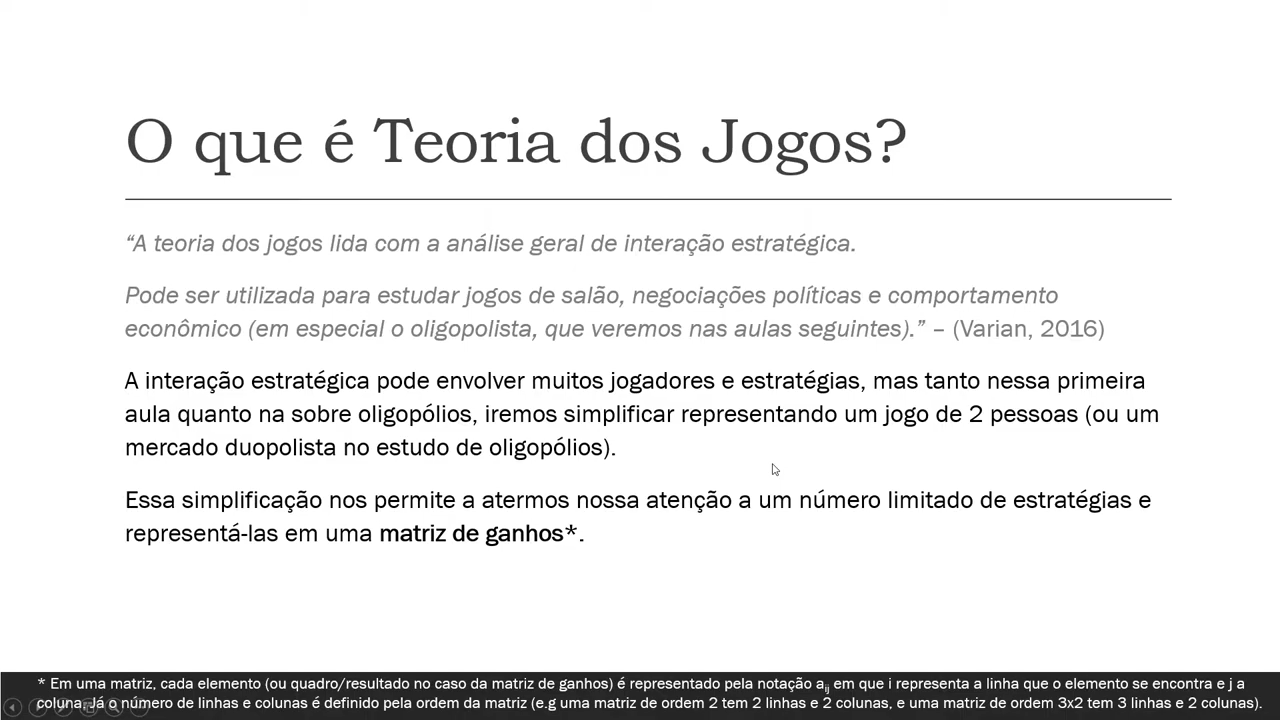 O que é Teoria dos Jogos?
“A teoria dos jogos lida com a análise geral de interação estratégica.
Pode ser utilizada para estudar jogos de salão, negociações políticas e comportamento
econômico (em especial o oligopolista, que veremos nas aulas seguintes).” – (Varian, 2016)
A interação estratégica pode envolver muitos jogadores e estratégias, mas tanto nessa primeira
aula quanto na sobre oligopólios, iremos simplificar representando um jogo de 2 pessoas (ou um
mercado duopolista no estudo de oligopólios).
Essa simplificação nos permite a atermos nossa atenção a um número limitado de estratégias e
representá-las em uma matriz de ganhos*.
* Em uma matriz, cada elemento (ou quadro/resultado no caso da matriz de ganhos) é representado pela notação aij em que i representa a linha que o elemento se encontra e j a
coluna. Já o número de linhas e colunas é definido pela ordem da matriz (e.g uma matriz de ordem 2 tem 2 linhas e 2 colunas, e uma matriz de ordem 3x2 tem 3 linhas e 2 colunas).